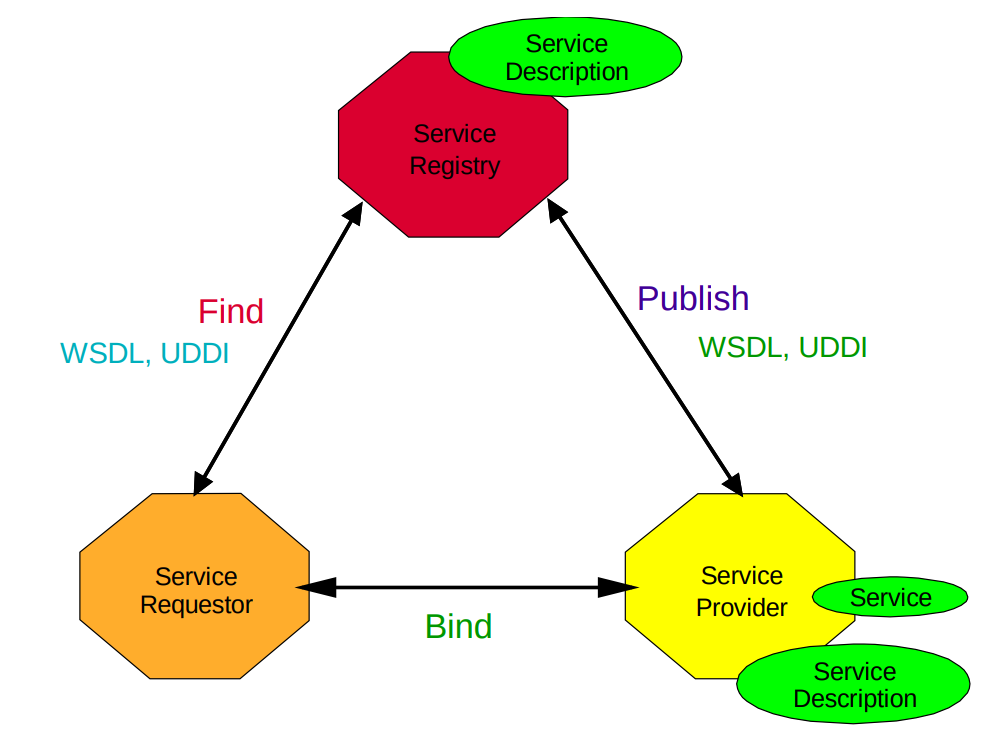 Service
Description
Service
Registry
Find
WSDL, UDDI
Publish
WSDL, UDDI
Service
Requestor
Bind
Service
Provider
Service
Service
Description